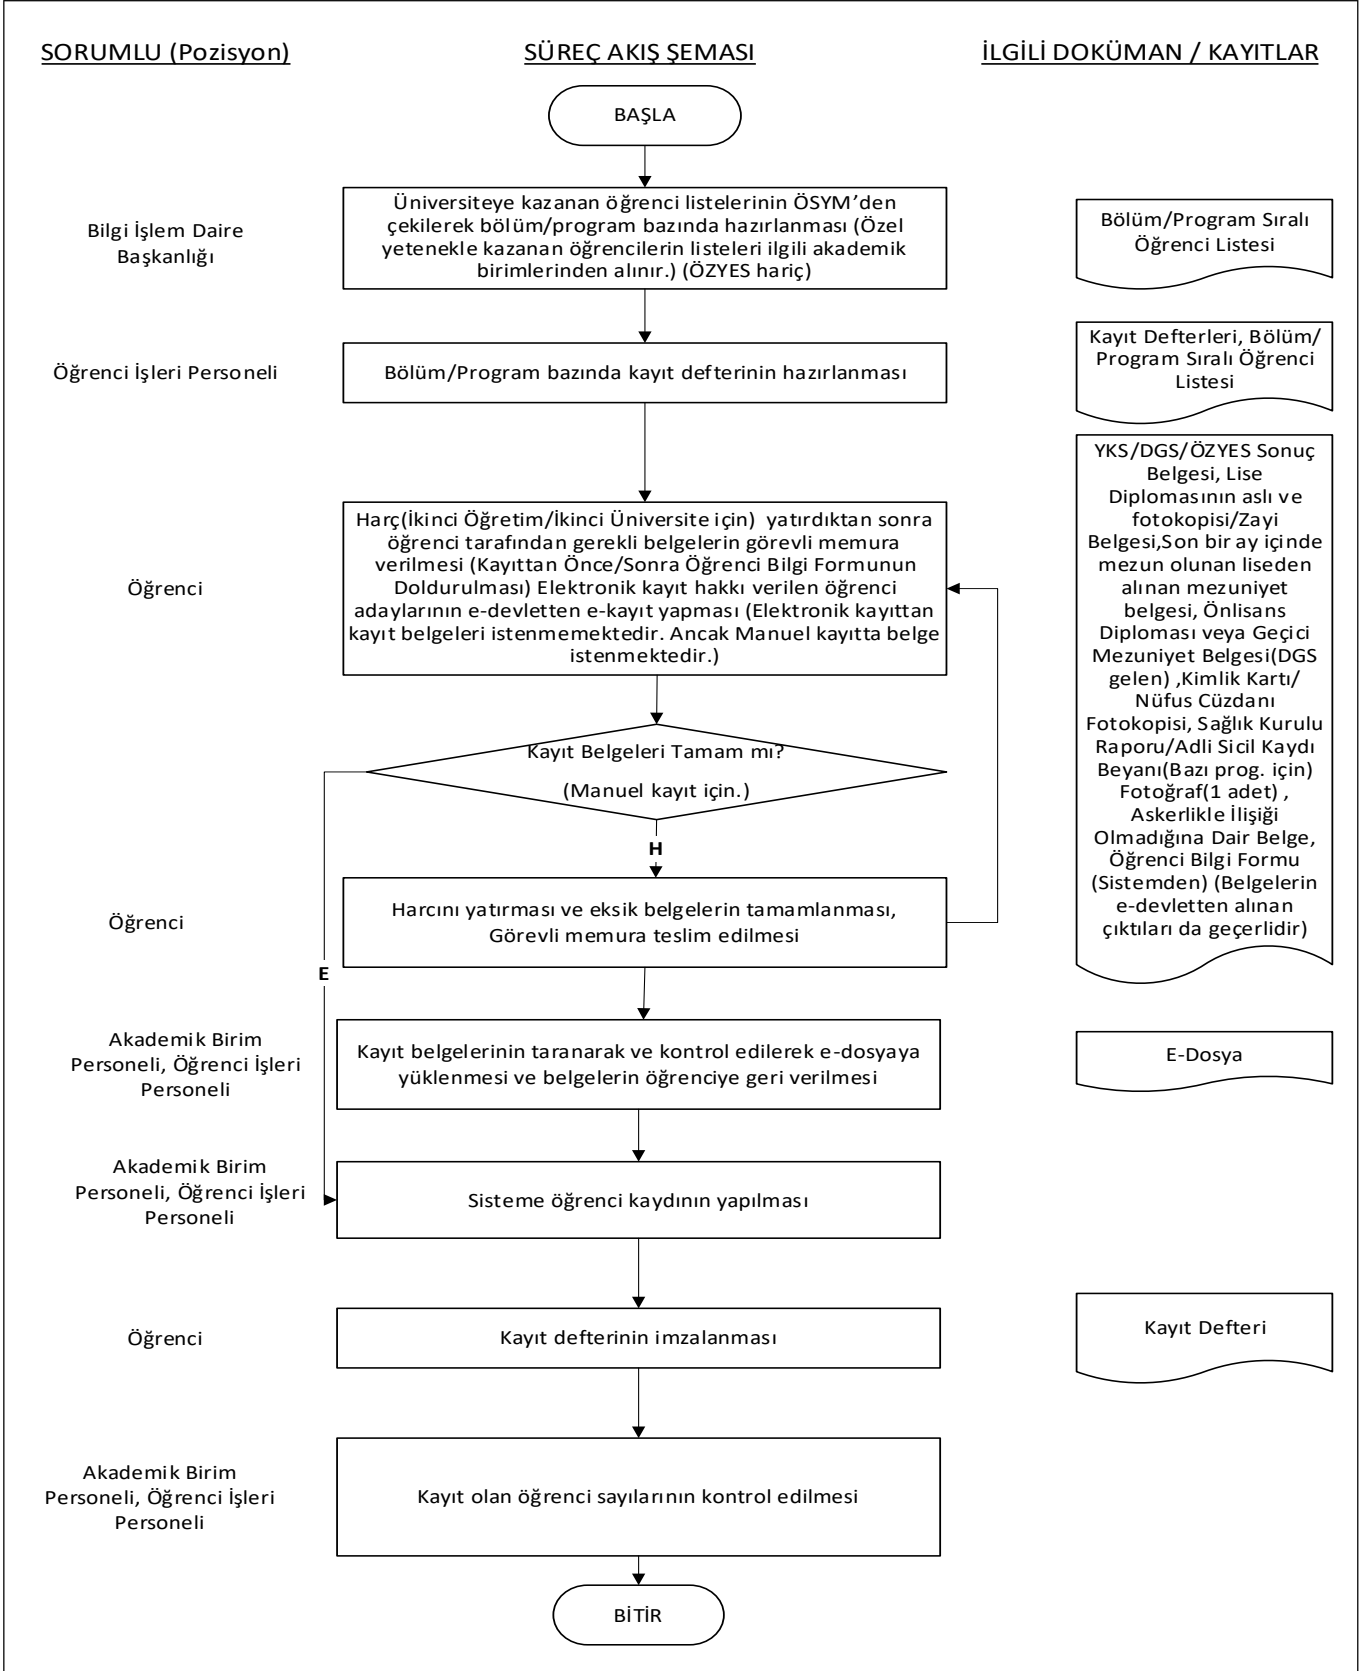 SORUMLU (Pozisyon)
SÜREÇ AKIŞ ŞEMASI
İLGİLİ DOKÜMAN / KAYITLAR
BAŞLA
Bilgi İşlem Daire
Başkanlığı
Üniversiteye kazanan öğrenci listelerinin ÖSYM’den
çekilerek bölüm/program bazında hazırlanması (Özel
yetenekle kazanan öğrencilerin listeleri ilgili akademik
birimlerinden alınır.) (ÖZYES hariç)
Bölüm/Program Sıralı
Öğrenci Listesi
Öğrenci İşleri Personeli
Bölüm/Program bazında kayıt defterinin hazırlanması
Kayıt Defterleri, Bölüm/
Program Sıralı Öğrenci
Listesi
Öğrenci
Harç(İkinci Öğretim/İkinci Üniversite için) yatırdıktan sonra
öğrenci tarafından gerekli belgelerin görevli memura
verilmesi (Kayıttan Önce/Sonra Öğrenci Bilgi Formunun
Doldurulması) Elektronik kayıt hakkı verilen öğrenci
adaylarının e-devletten e-kayıt yapması (Elektronik kayıttan
kayıt belgeleri istenmemektedir. Ancak Manuel kayıtta belge
istenmektedir.)
YKS/DGS/ÖZYES Sonuç
Belgesi, Lise
Diplomasının aslı ve
fotokopisi/Zayi
Belgesi,Son bir ay içinde
mezun olunan liseden
alınan mezuniyet
belgesi, Önlisans
Diploması veya Geçici
Mezuniyet Belgesi(DGS
gelen) ,Kimlik Kartı/
Nüfus Cüzdanı
Fotokopisi, Sağlık Kurulu
Raporu/Adli Sicil Kaydı
Beyanı(Bazı prog. için)
Fotoğraf(1 adet) ,
Askerlikle İlişiği
Olmadığına Dair Belge,
Öğrenci Bilgi Formu
(Sistemden) (Belgelerin
e-devletten alınan
çıktıları da geçerlidir)
Kayıt Belgeleri Tamam mı?
(Manuel kayıt için.)
H
Öğrenci
Harcını yatırması ve eksik belgelerin tamamlanması,
Görevli memura teslim edilmesi
E
Akademik Birim
Personeli, Öğrenci İşleri
Personeli
Kayıt belgelerinin taranarak ve kontrol edilerek e-dosyaya
yüklenmesi ve belgelerin öğrenciye geri verilmesi
E-Dosya
Akademik Birim
Personeli, Öğrenci İşleri
Personeli
Sisteme öğrenci kaydının yapılması
Öğrenci
Kayıt defterinin imzalanması
Kayıt Defteri
Akademik Birim
Personeli, Öğrenci İşleri
Personeli
Kayıt olan öğrenci sayılarının kontrol edilmesi
BİTİR